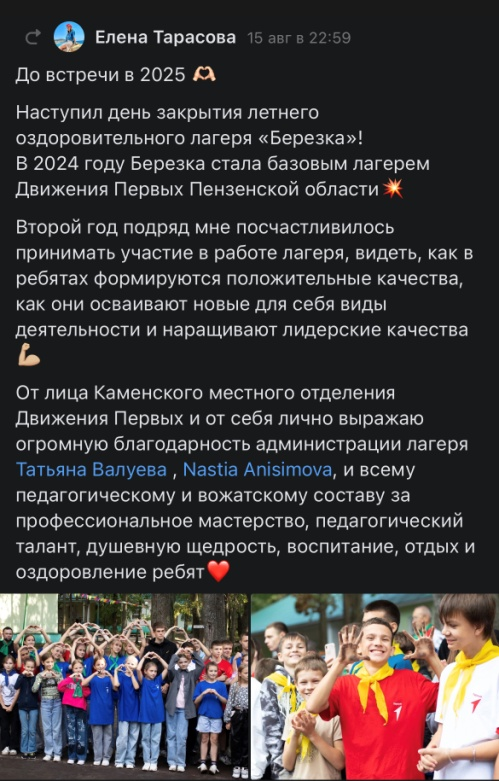 Елена Тарасова 15 авг в 22:59
До встречи в 2025 🫶🏼
Наступил день закрытия летнего
оздоровительного лагеря «Березка»!
В 2024 году Березка стала базовым лагерем
Движения Первых Пензенской области💥
Второй год подряд мне посчастливилось
принимать участие в работе лагеря, видеть, как в
ребятах формируются положительные качества,
как они осваивают новые для себя виды
деятельности и наращивают лидерские качества
💪🏼
От лица Каменского местного отделения
Движения Первых и от себя лично выражаю
огромную благодарность администрации лагеря
Татьяна Валуева , Nastia Anisimova, и всему
педагогическому и вожатскому составу за
профессиональное мастерство, педагогический
талант, душевную щедрость, воспитание, отдых и
оздоровление ребят❤️